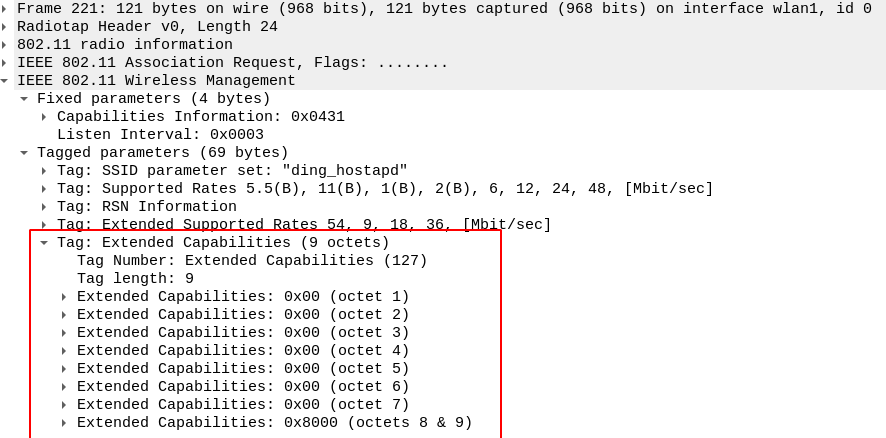 Frame 221: 121 bytes on wire (968 bits), 121 bytes captured (968 bits) on interface wlan1, id 0
Radiotap Header v0, Length 24
802.11 radio information
IEEE 802.11 Association Request, Flags: ........
IEEE 802.11 Wireless Management
Fixed parameters (4 bytes)
Capabilities Information: 0x0431
Listen Interval: 0x0003
Tagged parameters (69 bytes)
Tag: SSID parameter set: "ding_hostapd"
Tag: Supported Rates 5.5(B), 11(B), 1(B), 2(B), 6, 12, 24, 48, [Mbit/sec]
Tag: RSN Information
Tag: Extended Supported Rates 54, 9, 18, 36, [Mbit/sec]
Tag: Extended Capabilities (9 octets)
Tag Number: Extended Capabilities (127)
Tag length: 9
Extended Capabilities: 0x00 (octet 1)
Extended Capabilities: 0x00 (octet 2)
Extended Capabilities: 0x00 (octet 3)
Extended Capabilities: 0x00 (octet 4)
Extended Capabilities: 0x00 (octet 5)
Extended Capabilities: 0x00 (octet 6)
Extended Capabilities: 0x00 (octet 7)
Extended Capabilities: 0x8000 (octets 8 & 9)